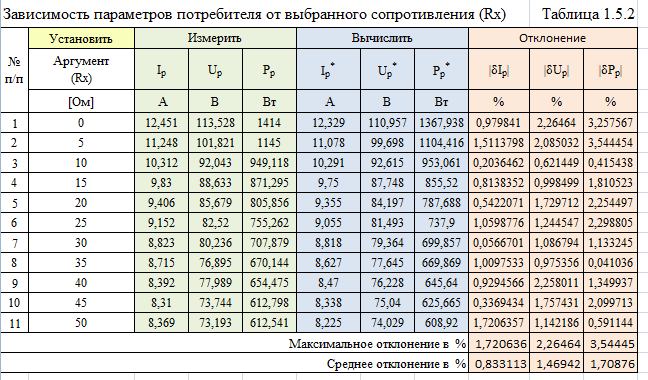 Зависимость параметров потребителя от выбранного сопротивления (Rx) Таблица 1.5.2
№ п/п Установить Измерить Вычислить Отклонение
Аргумент (Rx) Iр Uр Pр Iр* Uр* Pр* |δIр| |δUр| |δPр|
[Ом] А В Вт А В Вт % % %
1 0 12,451 113,528 1414 12,329 110,957 1367,938 0,979841 2,26464 3,257567
2 5 11,248 101,821 1145 11,078 99,698 1104,416 1,5113798 2,085032 3,544454
3 10 10,312 92,043 949,118 10,291 92,615 953,061 0,2036462 0,621449 0,415438
4 15 9,83 88,633 871,295 9,75 87,748 855,52 0,8138352 0,998499 1,810523
5 20 9,406 85,679 805,856 9,355 84,197 787,688 0,5422071 1,729712 2,254497
6 25 9,152 82,52 755,262 9,055 81,493 737,9 1,0598776 1,244547 2,298805
7 30 8,823 80,236 707,879 8,818 79,364 699,857 0,0566701 1,086794 1,133245
8 35 8,715 76,895 670,144 8,627 77,645 669,869 1,0097533 0,975356 0,041036
9 40 8,392 77,989 654,475 8,47 76,228 645,64 0,9294566 2,258011 1,349937
10 45 8,31 73,744 612,798 8,338 75,04 625,665 0,3369434 1,757431 2,099713
11 50 8,369 73,193 612,541 8,225 74,029 608,92 1,7206357 1,142186 0,591144
Максимальное отклонение в % 1,720636 2,26464 3,54445
Среднее отклонение в % 0,833113 1,46942 1,70876